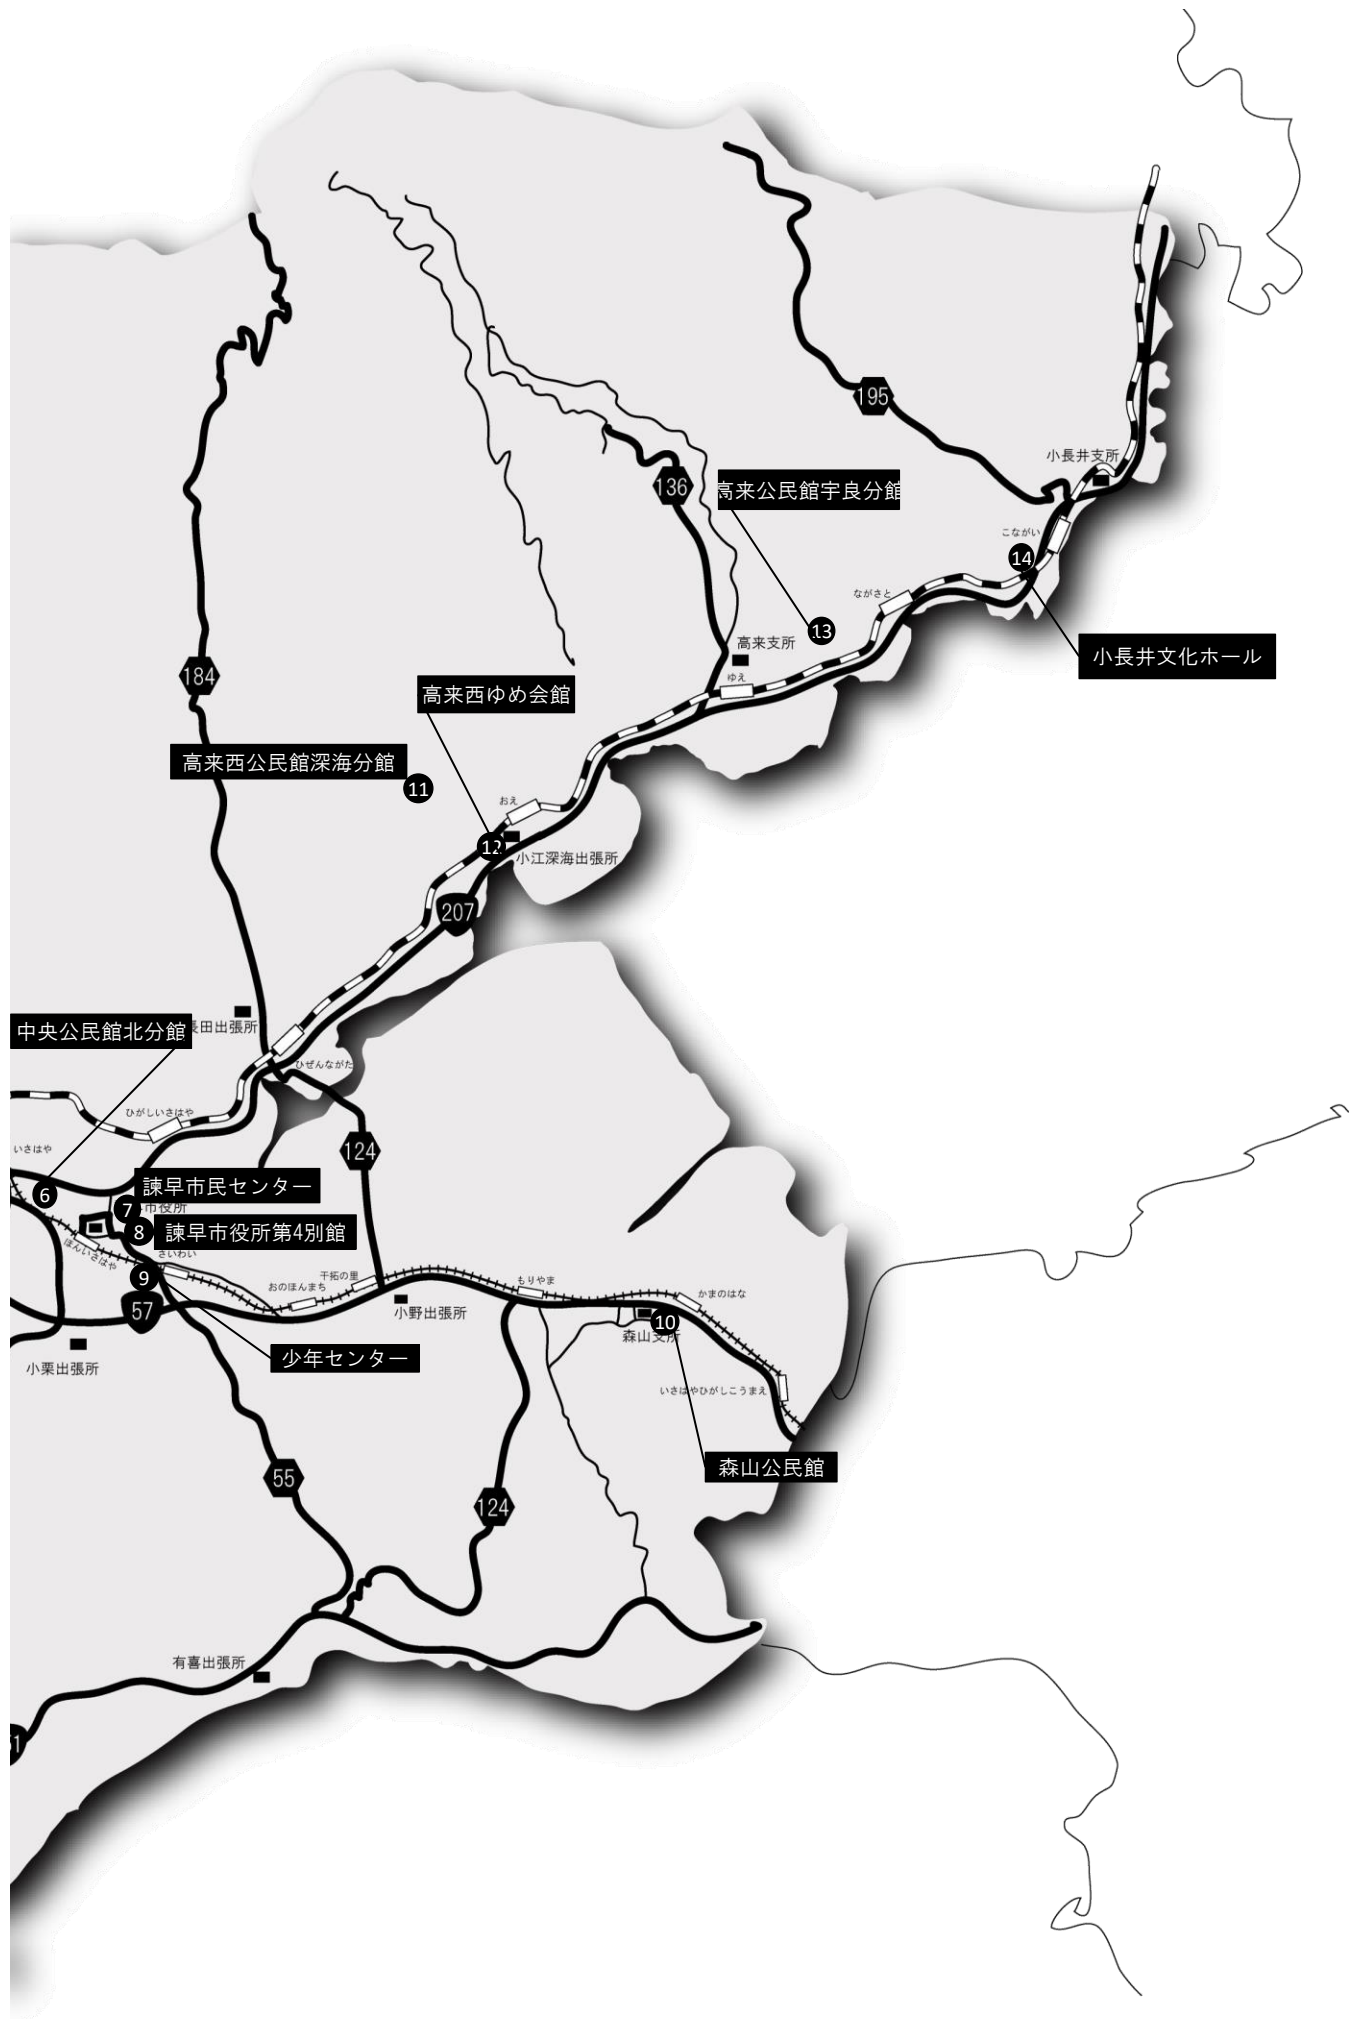 195
小長井支所
136
高来公民館宇良分館
こながい
14
ながさと
13
高来支所
小長井文化ホール
184
ゆえ
高来西ゆめ会館
高来西公民館深海分館
11
おえ
12
小江深海出張所
207
中央公民館北分館
長田出張所
ひぜんながた
ひがしいさはや
いさはや
124
諫早市民センター
6
7
市役所
8
諫早市役所第4別館
ほんいさはや
さいわい
9
干拓の里
おのほんまち
もりやま
かまのはな
57
小野出張所
10
森山支所
少年センター
小栗出張所
いさはやひがしこうまえ
森山公民館
55
124
有喜出張所